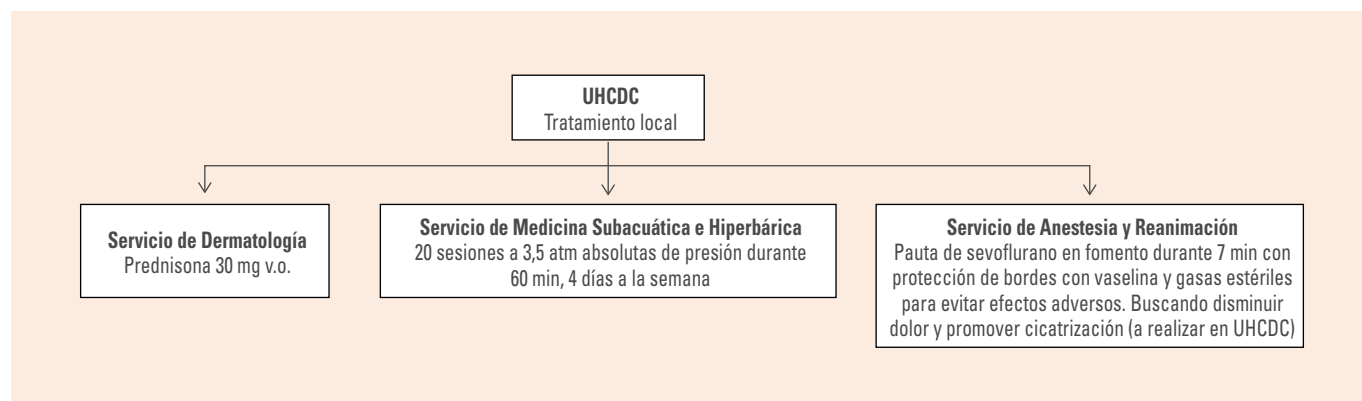 UHCDC
Tratamiento local
Servicio de Dermatología
Prednisona 30 mg v.o.
Servicio de Medicina Subacuática e Hiperbárica
20 sesiones a 3,5 atm absolutas de presión durante
60 min, 4 días a la semana
Servicio de Anestesia y Reanimación
Pauta de sevoflurano en fomento durante 7 min con
protección de bordes con vaselina y gasas estériles
para evitar efectos adversos. Buscando disminuir
dolor y promover cicatrización (a realizar en UHCDC)